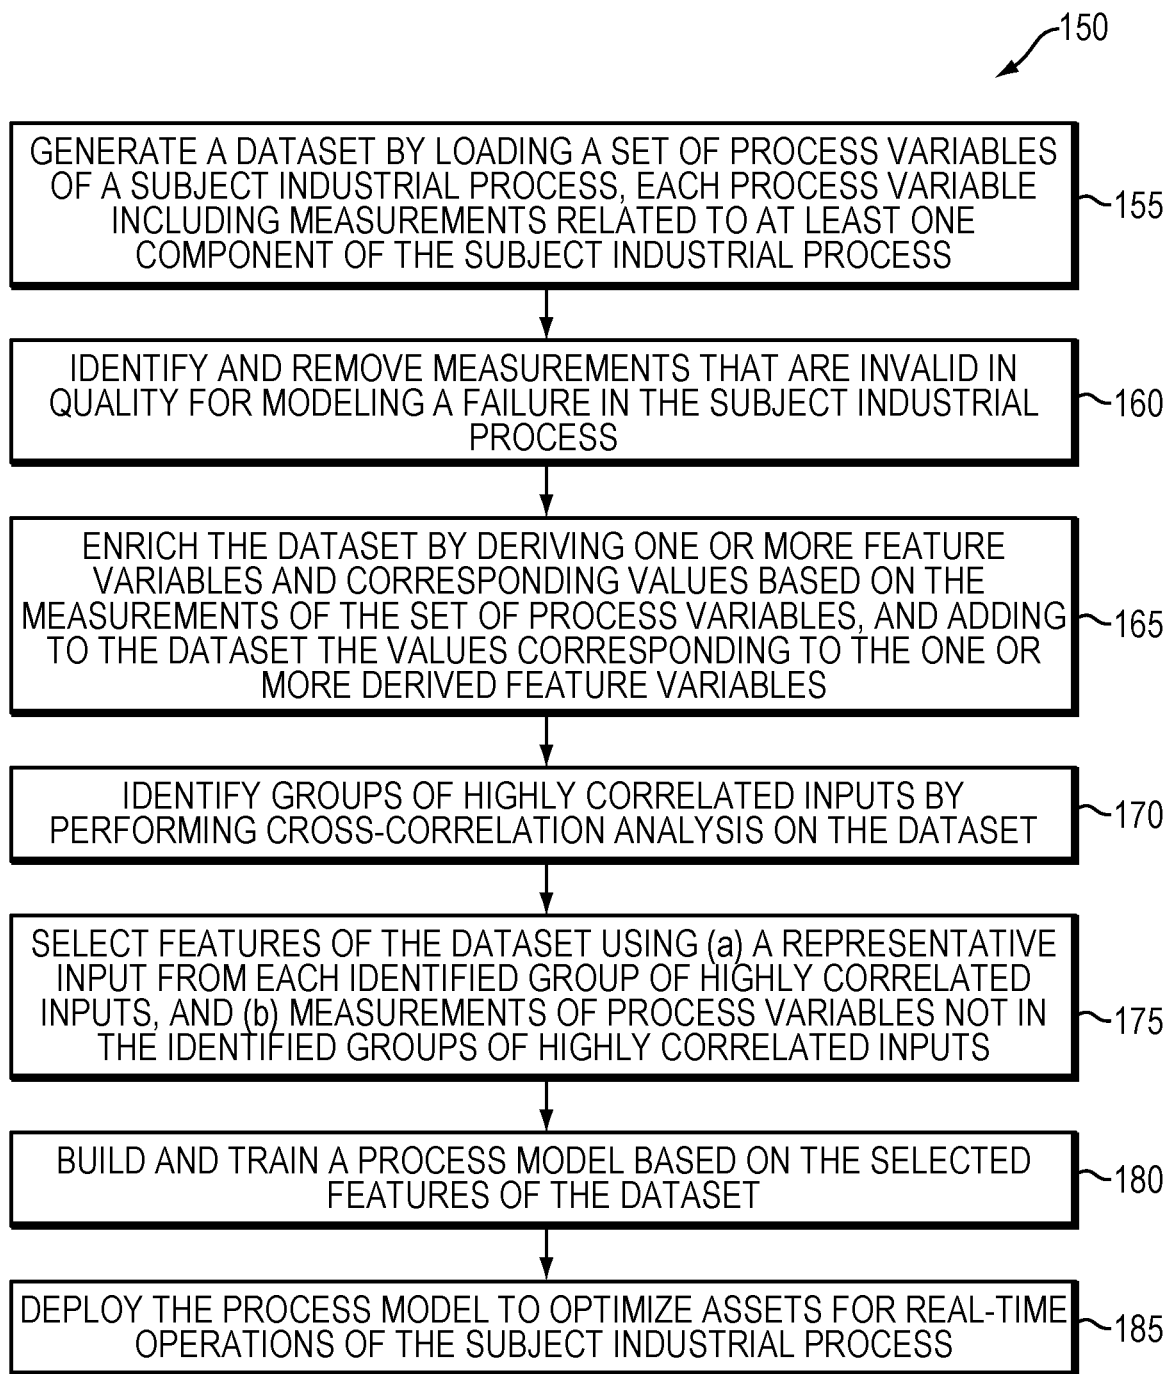 150
GENERATE A DATASET BY LOADING A SET OF PROCESS VARIABLES
OF A SUBJECT INDUSTRIAL PROCESS, EACH PROCESS VARIABLE
INCLUDING MEASUREMENTS RELATED TO AT LEAST ONE
COMPONENT OF THE SUBJECT INDUSTRIAL PROCESS
155
IDENTIFY AND REMOVE MEASUREMENTS THAT ARE INVALID IN
QUALITY FOR MODELING A FAILURE IN THE SUBJECT INDUSTRIAL
PROCESS
160
ENRICH THE DATASET BY DERIVING ONE OR MORE FEATURE
VARIABLES AND CORRESPONDING VALUES BASED ON THE
MEASUREMENTS OF THE SET OF PROCESS VARIABLES, AND ADDING
TO THE DATASET THE VALUES CORRESPONDING TO THE ONE OR
MORE DERIVED FEATURE VARIABLES
165
IDENTIFY GROUPS OF HIGHLY CORRELATED INPUTS BY
PERFORMING CROSS-CORRELATION ANALYSIS ON THE DATASET
170
SELECT FEATURES OF THE DATASET USING (a) A REPRESENTATIVE
INPUT FROM EACH IDENTIFIED GROUP OF HIGHLY CORRELATED
INPUTS, AND (b) MEASUREMENTS OF PROCESS VARIABLES NOT IN
THE IDENTIFIED GROUPS OF HIGHLY CORRELATED INPUTS
175
BUILD AND TRAIN A PROCESS MODEL BASED ON THE SELECTED
FEATURES OF THE DATASET
180
DEPLOY THE PROCESS MODEL TO OPTIMIZE ASSETS FOR REAL-TIME
OPERATIONS OF THE SUBJECT INDUSTRIAL PROCESS
185